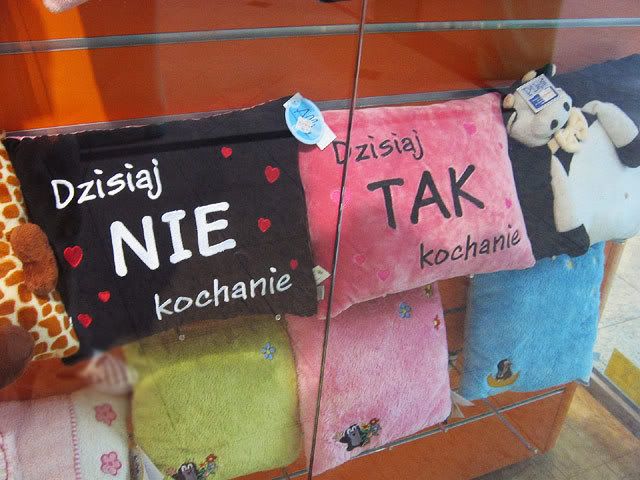 Dzisiaj
NIE
kochanie
Dzisiaj
TAK
kochanie